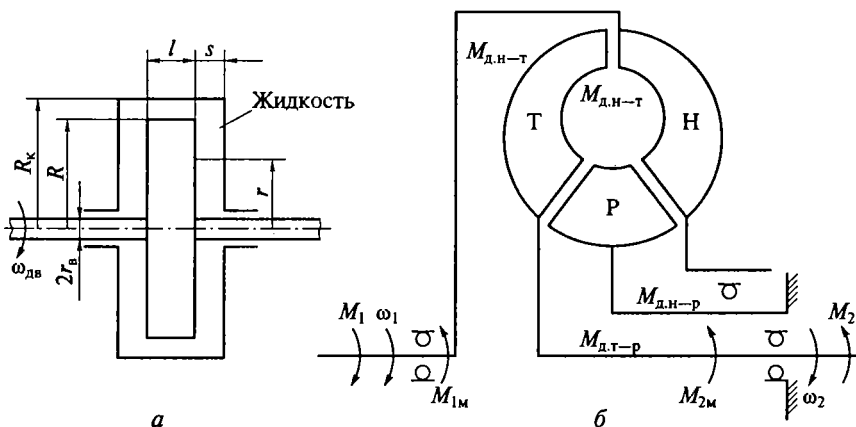 l
s
Жидкость
R_к
R
r
2r_в
ω_дв
а
M_д.н–т
M_д.н–т
Т
Н
Р
M_д.н–р
M_д.т–р
M_1
ω_1
M_1м
M_2м
ω_2
M_2
б